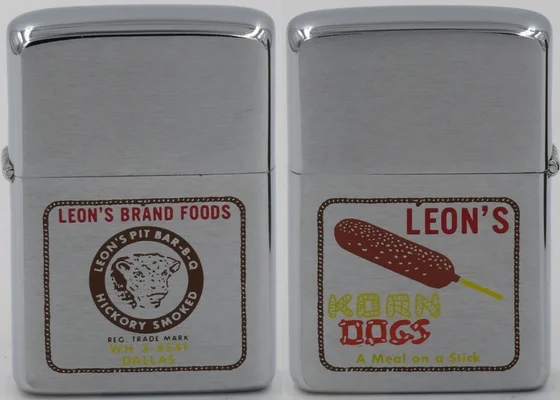 LEON'S BRAND FOODS
LEON'S PIT BAR-B-Q
HICKORY SMOKED
REG. TRADE MARK
DALLAS
LEON'S
KORN
DOGS
A Meal on a Stick